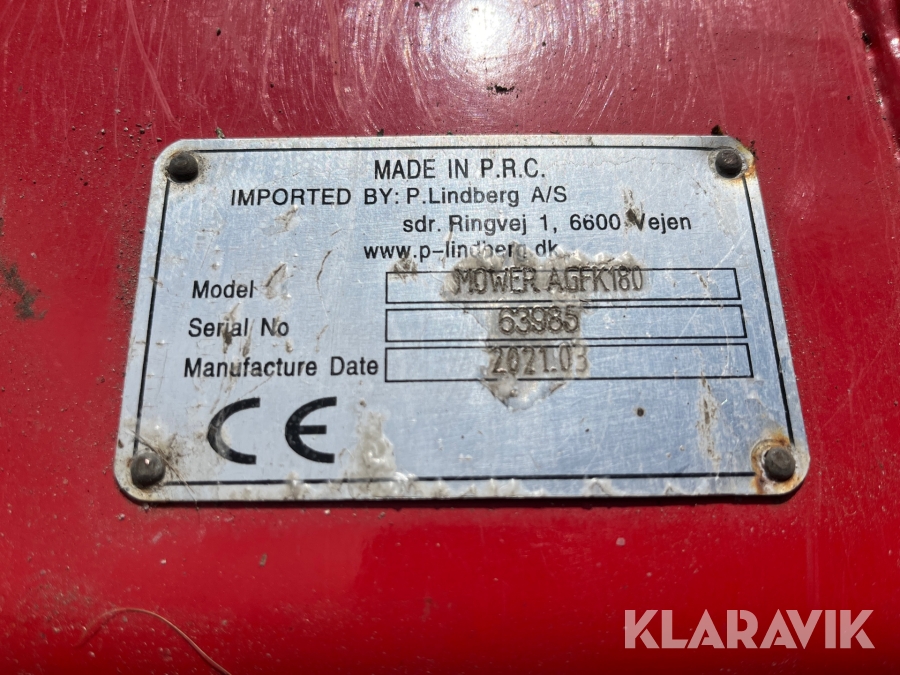 MADE IN P.R.C.
IMPORTED BY: P.Lindberg A/S
sdr. Ringvej 1, 6600 Vejen
www.p-lindberg.dk
Model MOWER AGFK180
Serial No 63985
Manufacture Date 2021.03
CE
KLARAVIK